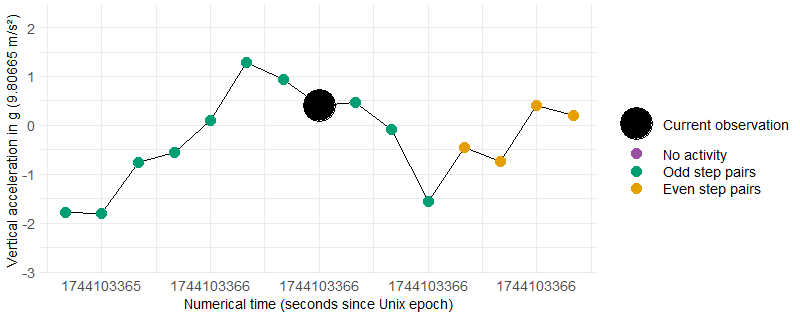 Vertical acceleration in g (9.80665 m/s²)
2
1
0
-1
-2
-3
1744103365 1744103366 1744103366 1744103366 1744103366
Numerical time (seconds since Unix epoch)
Current observation
No activity
Odd step pairs
Even step pairs